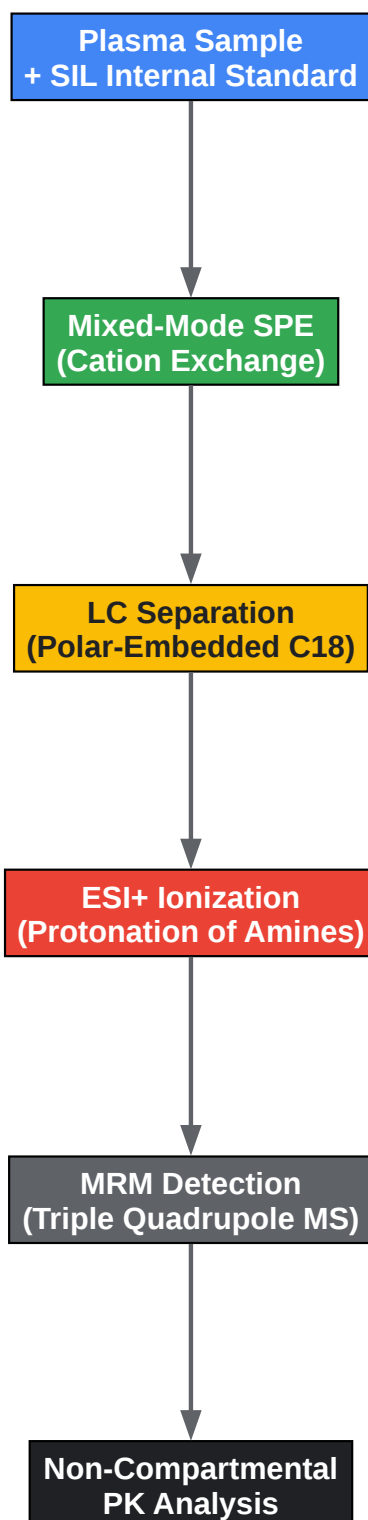 Plasma Sample
+ SIL Internal Standard
Mixed-Mode SPE
(Cation Exchange)
LC Separation
(Polar-Embedded C18)
ESI+ Ionization
(Protonation of Amines)
MRM Detection
(Triple Quadrupole MS)
Non-Compartmental
PK Analysis